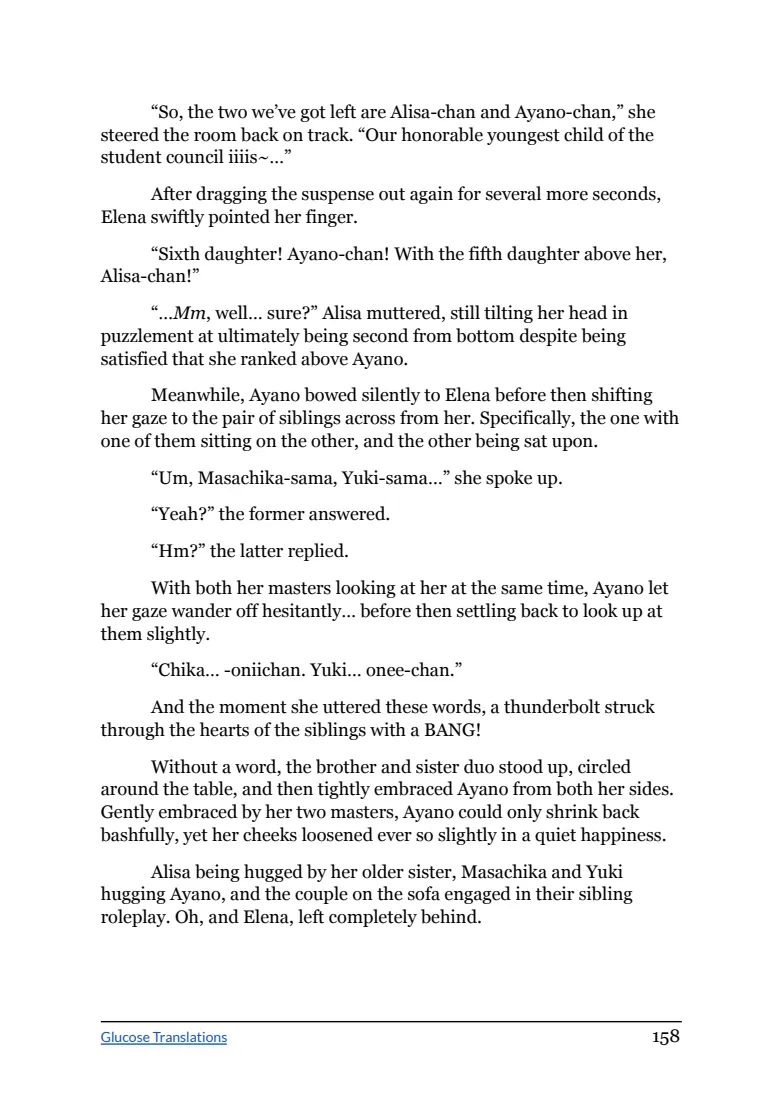 “So, the two we’ve got left are Alisa-chan and Ayano-chan,” she
steered the room back on track. “Our honorable youngest child of the
student council iiiis~…”
After dragging the suspense out again for several more seconds,
Elena swiftly pointed her finger.
“Sixth daughter! Ayano-chan! With the fifth daughter above her,
Alisa-chan!”
“…Mm, well… sure?” Alisa muttered, still tilting her head in
puzzlement at ultimately being second from bottom despite being
satisfied that she ranked above Ayano.
Meanwhile, Ayano bowed silently to Elena before then shifting
her gaze to the pair of siblings across from her. Specifically, the one with
one of them sitting on the other, and the other being sat upon.
“Um, Masachika-sama, Yuki-sama…” she spoke up.
“Yeah?” the former answered.
“Hm?” the latter replied.
With both her masters looking at her at the same time, Ayano let
her gaze wander off hesitantly… before then settling back to look up at
them slightly.
“Chika… -oniichan. Yuki… onee-chan.”
And the moment she uttered these words, a thunderbolt struck
through the hearts of the siblings with a BANG!
Without a word, the brother and sister duo stood up, circled
around the table, and then tightly embraced Ayano from both her sides.
Gently embraced by her two masters, Ayano could only shrink back
bashfully, yet her cheeks loosened ever so slightly in a quiet happiness.
Alisa being hugged by her older sister, Masachika and Yuki
hugging Ayano, and the couple on the sofa engaged in their sibling
roleplay. Oh, and Elena, left completely behind.
Glucose Translations
158